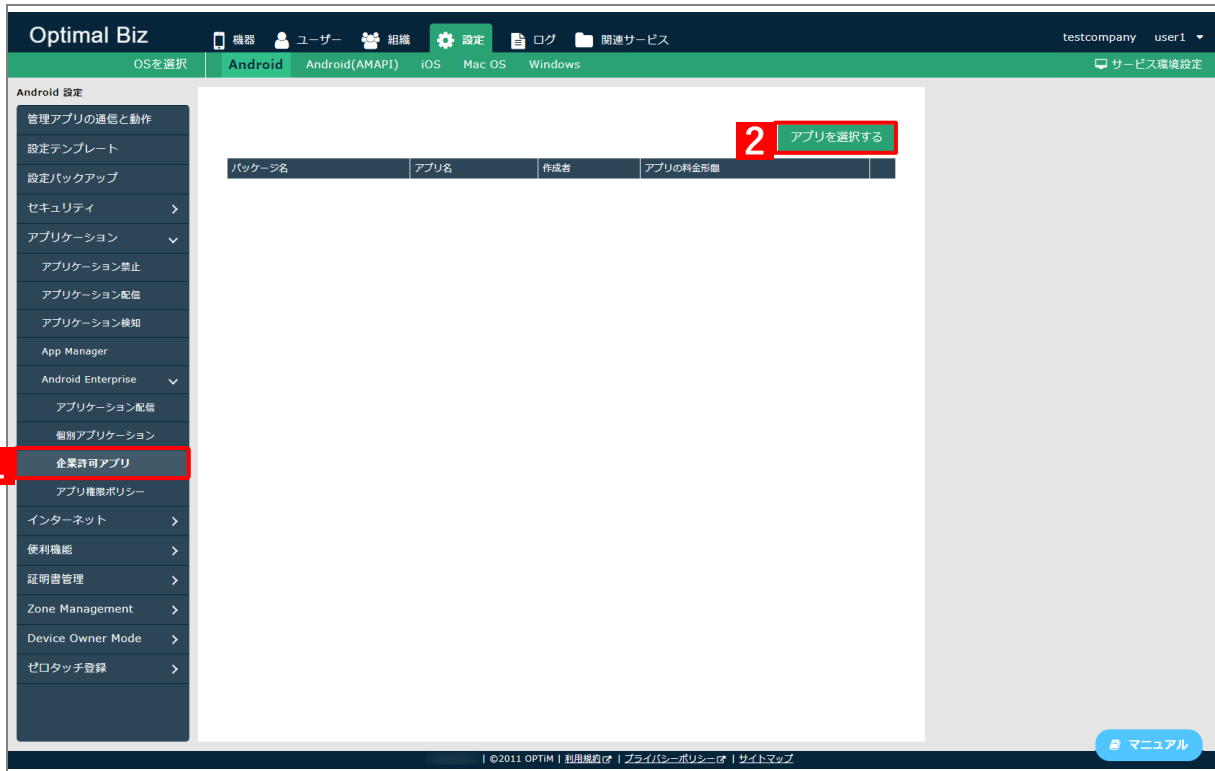 Optimal Biz
機器 ユーザー 組織 設定 ログ 関連サービス testcompany user1
OSを選択 Android Android(AMAPI) iOS Mac OS Windows サービス環境設定
Android 設定
管理アプリの通信と動作
設定テンプレート
設定バックアップ
セキュリティ
アプリケーション
アプリケーション禁止
アプリケーション配信
アプリケーション検知
App Manager
Android Enterprise
アプリケーション配信
個別アプリケーション
企業許可アプリ
アプリ権限ポリシー
インターネット
便利機能
証明書管理
Zone Management
Device Owner Mode
ゼロタッチ登録
2 アプリを選択する
パッケージ名 アプリ名 作成者 アプリの料金形態
マニュアル
| ©2011 OPTiM | 利用規約 | プライバシーポリシー | サイトマップ